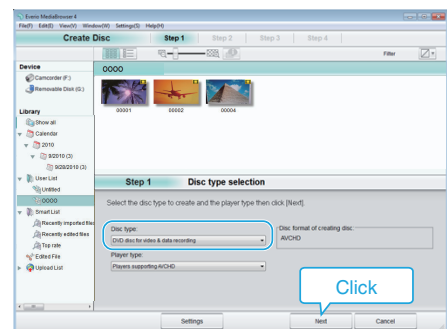 Everio MediaBrowser 4
File(F) Edit(E) View(V) Window(W) Settings(S) Help(H)
Create Disc
Step 1 Step 2 Step 3 Step 4
Filter
Device
Camcorder (F:)
Removable Disk (G:)
Library
Show all
Calendar
2010
9/2010 (3)
9/28/2010 (3)
User List
Untitled
0000
Smart List
Recently imported files
Recently edited files
Top rate
Edited File
Upload List
0000
00001 00002 00004
Step 1 Disc type selection
Select the disc type to create and the player type then click [Next].
Disc type:
DVD disc for video & data recording
Player type:
Players supporting AVCHD
Disc format of creating disc.
AVCHD
Click
Settings Next Cancel